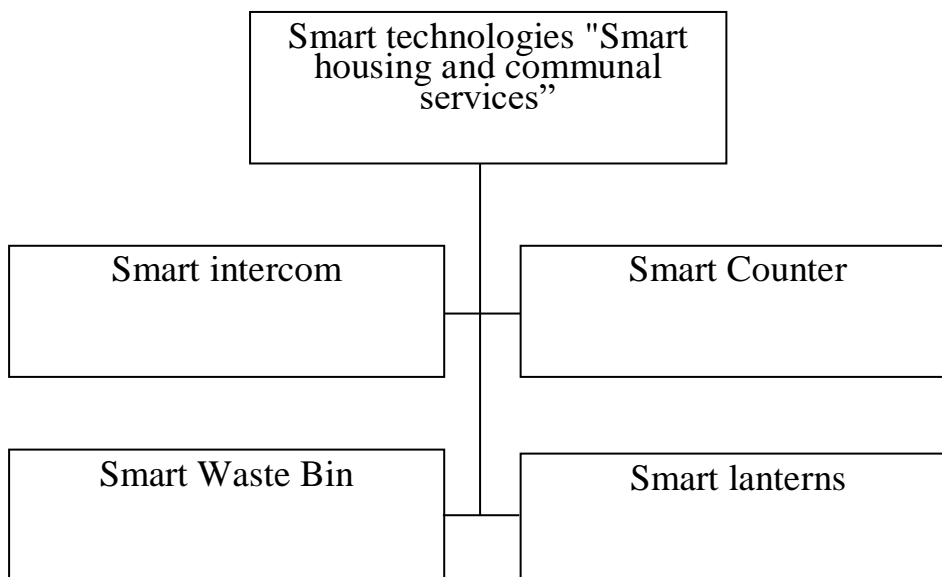 Smart technologies "Smart
housing and communal
services”
Smart intercom
Smart Counter
Smart Waste Bin
Smart lanterns